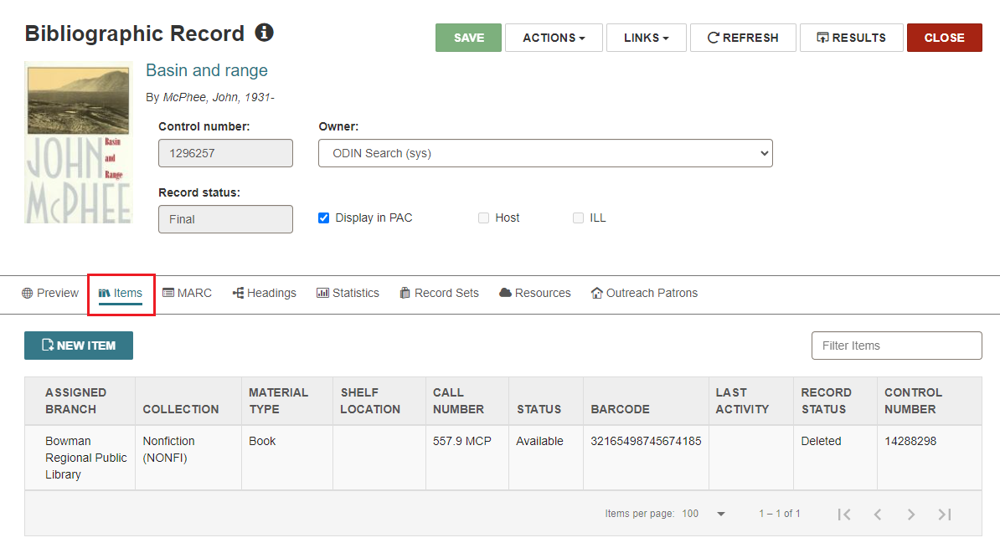 Bibliographic Record
SAVE
ACTIONS
LINKS
REFRESH
RESULTS
CLOSE
Basin and range
By McPhee, John, 1931-
JOHN
MCPHEE
Basin
and
Range
Control number:
Owner:
1296257
ODIN Search (sys)
Record status:
Final
Display in PAC
Host
ILL
Preview
Items
MARC
Headings
Statistics
Record Sets
Resources
Outreach Patrons
NEW ITEM
Filter Items
ASSIGNED
BRANCH
COLLECTION
MATERIAL
TYPE
SHELF
LOCATION
CALL
NUMBER
STATUS
BARCODE
LAST
ACTIVITY
RECORD
STATUS
CONTROL
NUMBER
Bowman
Regional Public
Library
Nonfiction
(NONFI)
Book
557.9 MCP
Available
32165498745674185
Deleted
14288298
Items per page: 100
1 – 1 of 1